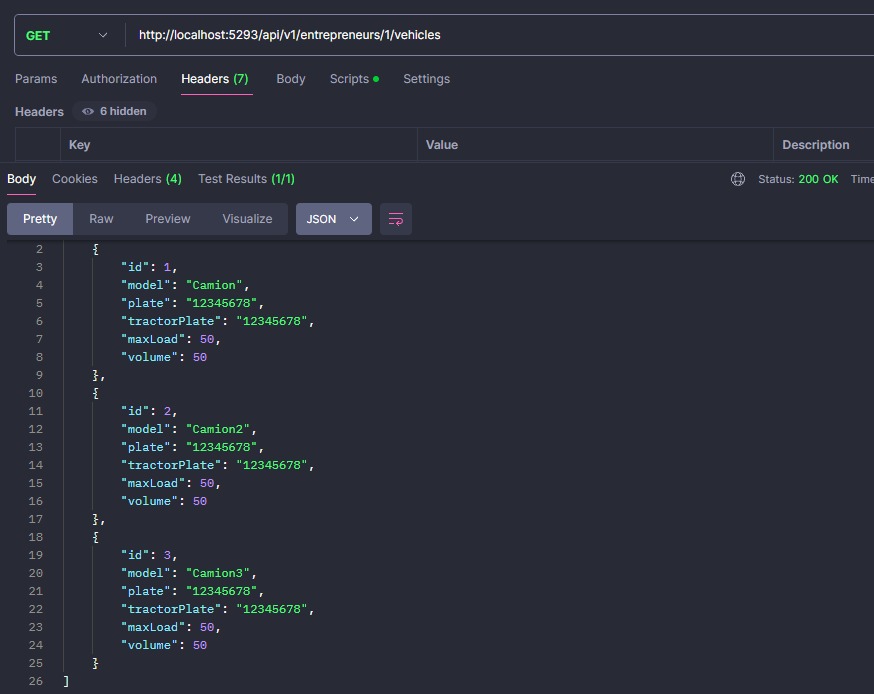 GET http://localhost:5293/api/v1/entrepreneurs/1/vehicles
Params Authorization Headers (7) Body Scripts Settings
Headers 6 hidden
Key Value Description
Body Cookies Headers (4) Test Results (1/1) Status: 200 OK Time
Pretty Raw Preview Visualize JSON
2 {
3 "id": 1,
4 "model": "Camion",
5 "plate": "12345678",
6 "tractorPlate": "12345678",
7 "maxLoad": 50,
8 "volume": 50
9 },
10 {
11 "id": 2,
12 "model": "Camion2",
13 "plate": "12345678",
14 "tractorPlate": "12345678",
15 "maxLoad": 50,
16 "volume": 50
17 },
18 {
19 "id": 3,
20 "model": "Camion3",
21 "plate": "12345678",
22 "tractorPlate": "12345678",
23 "maxLoad": 50,
24 "volume": 50
25 }
26 ]